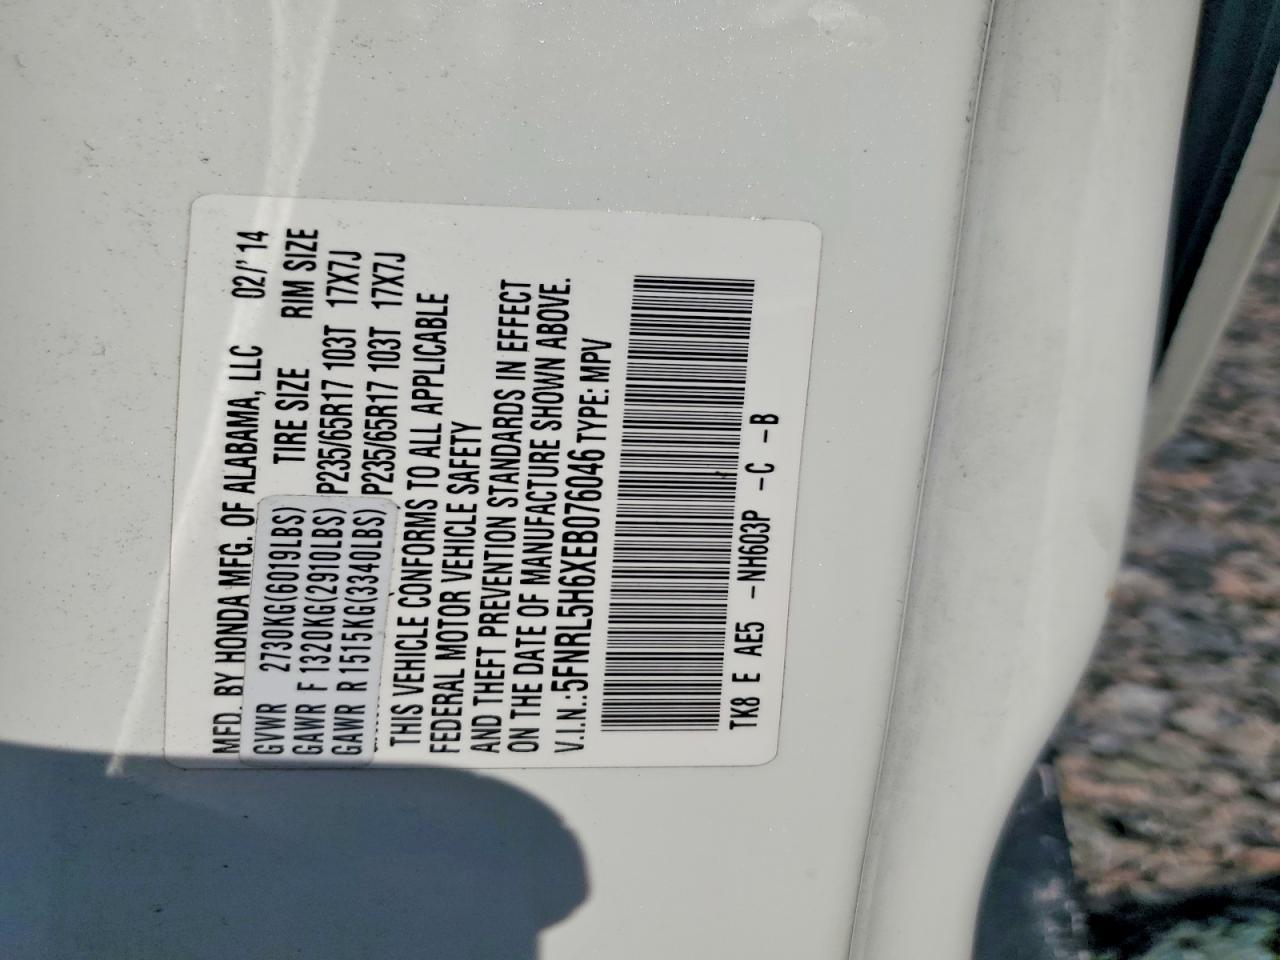 MFD. BY HONDA MFG. OF ALABAMA, LLC 02/'14
GVWR 2730KG(6019LBS) TIRE SIZE RIM SIZE
GAWR F 1320KG(2910LBS) P235/65R17 103T 17X7J
GAWR R 1515KG(3340LBS) P235/65R17 103T 17X7J
THIS VEHICLE CONFORMS TO ALL APPLICABLE
FEDERAL MOTOR VEHICLE SAFETY
AND THEFT PREVENTION STANDARDS IN EFFECT
ON THE DATE OF MANUFACTURE SHOWN ABOVE.
V.I.N.:5FNRL5H6XEB076046 TYPE: MPV
TK8 E AE5 -NH603P -C -B